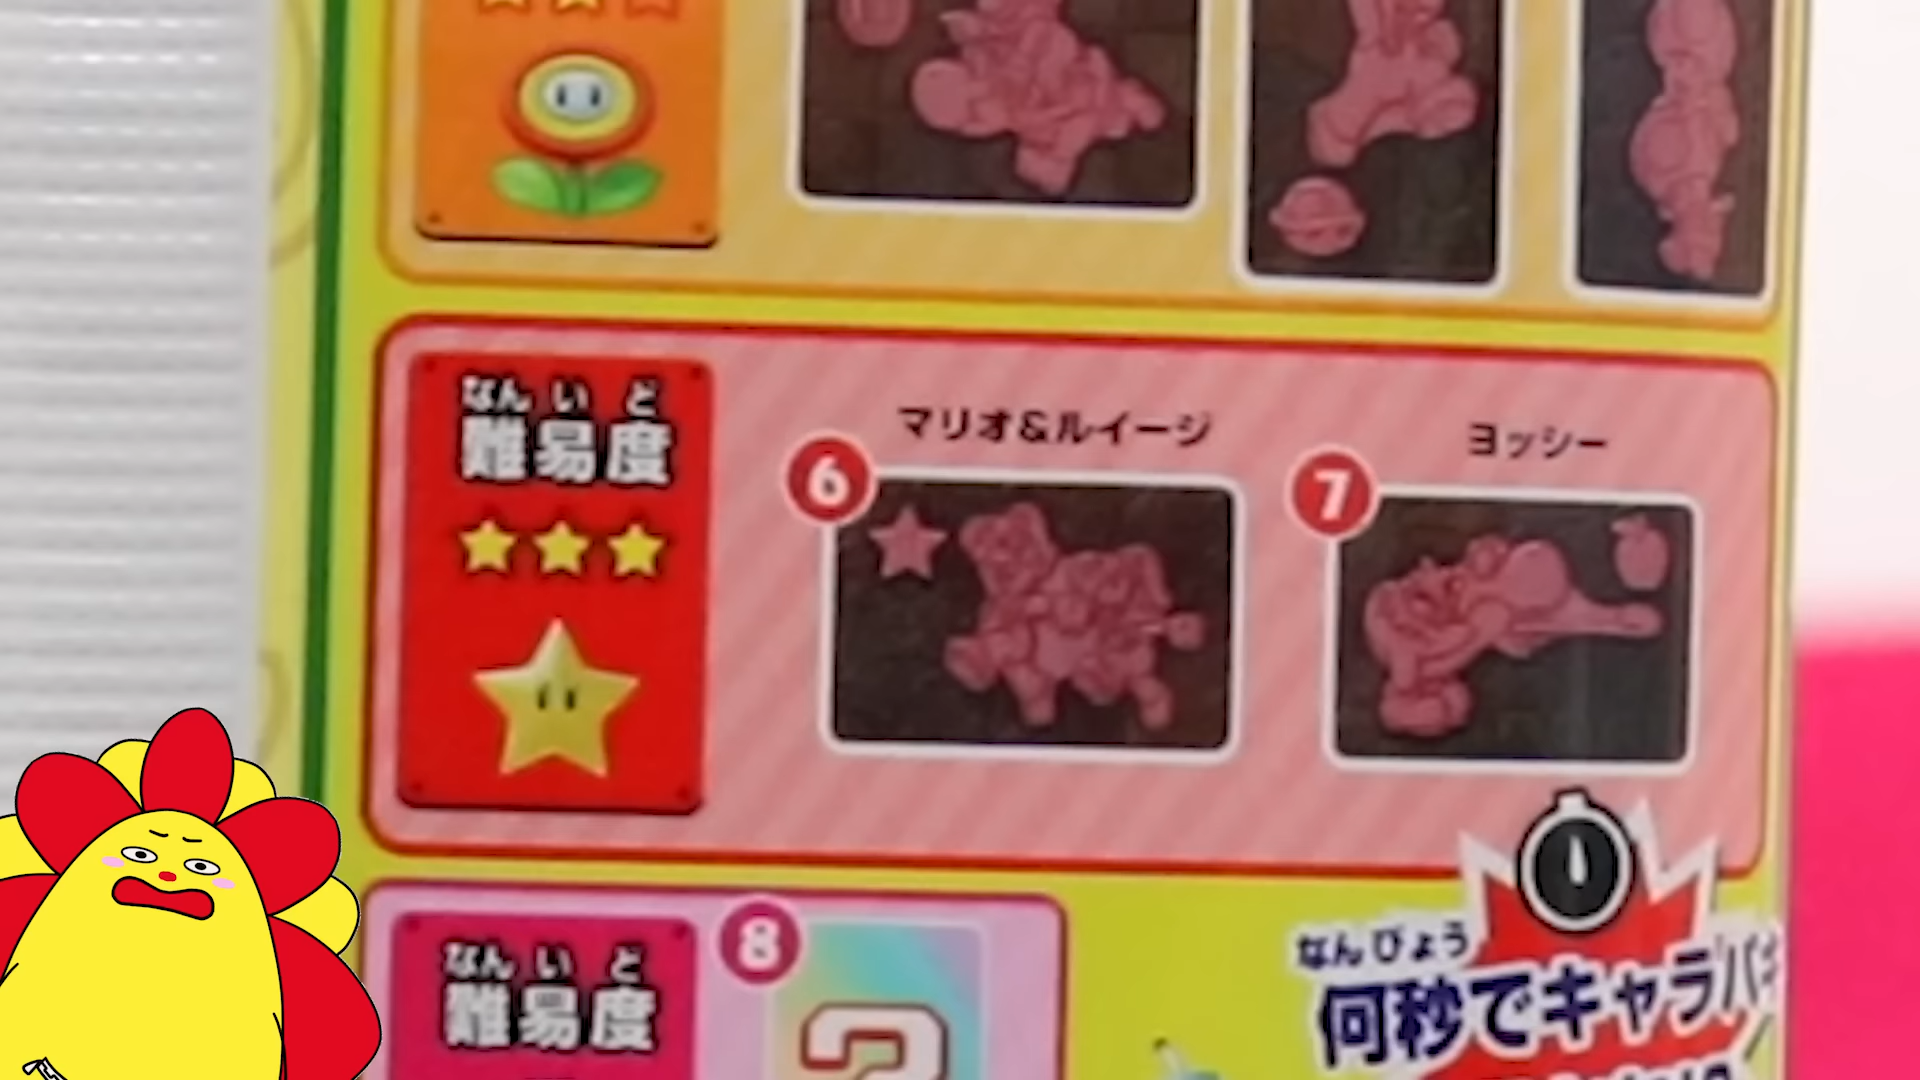 マリオ&ルイージ
ヨッシー
なんいど
難易度
6
7
8
なんいど
難易度
?
なんびょう
何秒でキャラバキ